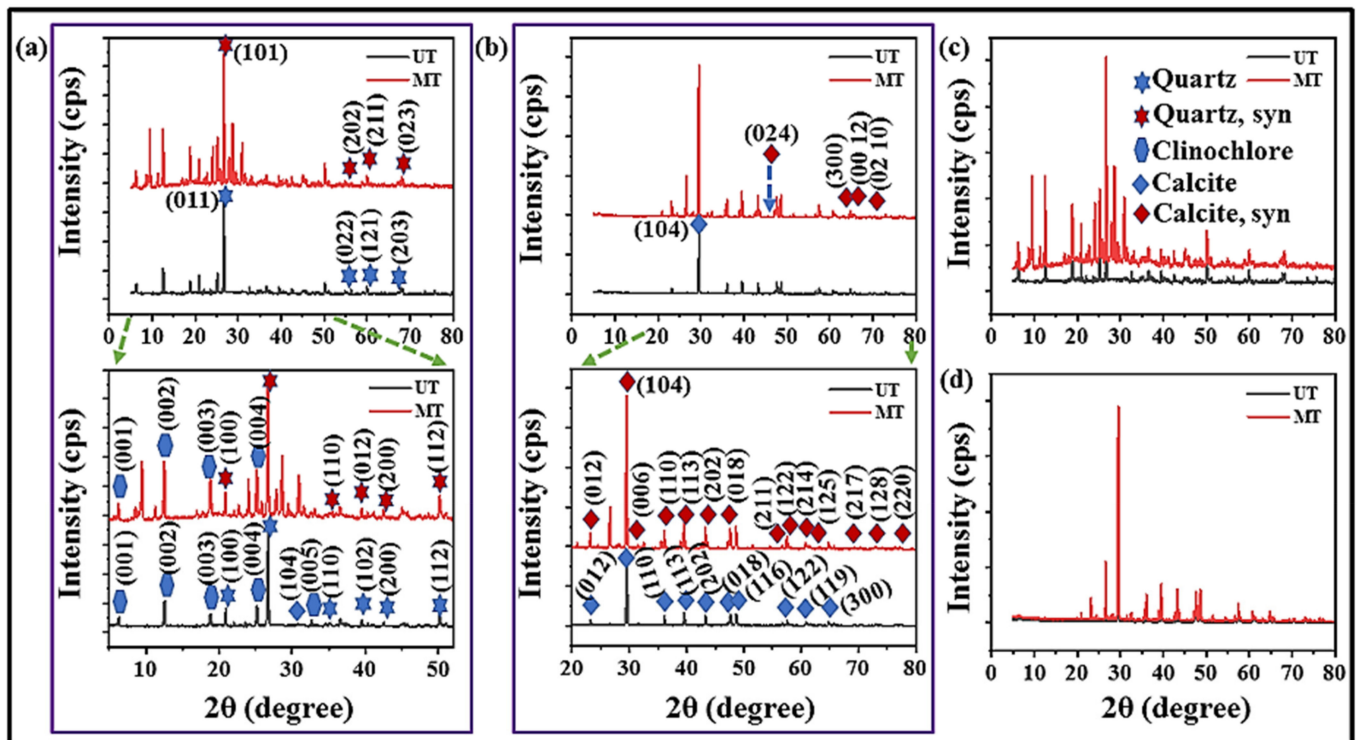 (a)
Intensity (cps)
UT
MT
(101)
(202)
(211)
(023)
(011)
(022)
(121)
(203)
0 10 20 30 40 50 60 70 80
Intensity (cps)
UT
MT
(001)
(002)
(003)
(100)
(004)
(110)
(012)
(200)
(112)
(001)
(002)
(003)
(100)
(004)
(104)
(005)
(110)
(102)
(200)
(112)
10 20 30 40 50
2θ (degree)
(b)
Intensity (cps)
UT
MT
(024)
(300)
(00 12)
(02 10)
(104)
0 10 20 30 40 50 60 70 80
Intensity (cps)
UT
MT
(104)
(012)
(006)
(110)
(113)
(202)
(018)
(211)
(122)
(214)
(125)
(217)
(128)
(220)
(012)
(110)
(113)
(202)
(018)
(116)
(122)
(119)
(300)
20 30 40 50 60 70 80
2θ (degree)
(c)
Intensity (cps)
UT
MT
Quartz
Quartz, syn
Clinochlore
Calcite
Calcite, syn
0 10 20 30 40 50 60 70 80
(d)
Intensity (cps)
UT
MT
0 10 20 30 40 50 60 70 80
2θ (degree)